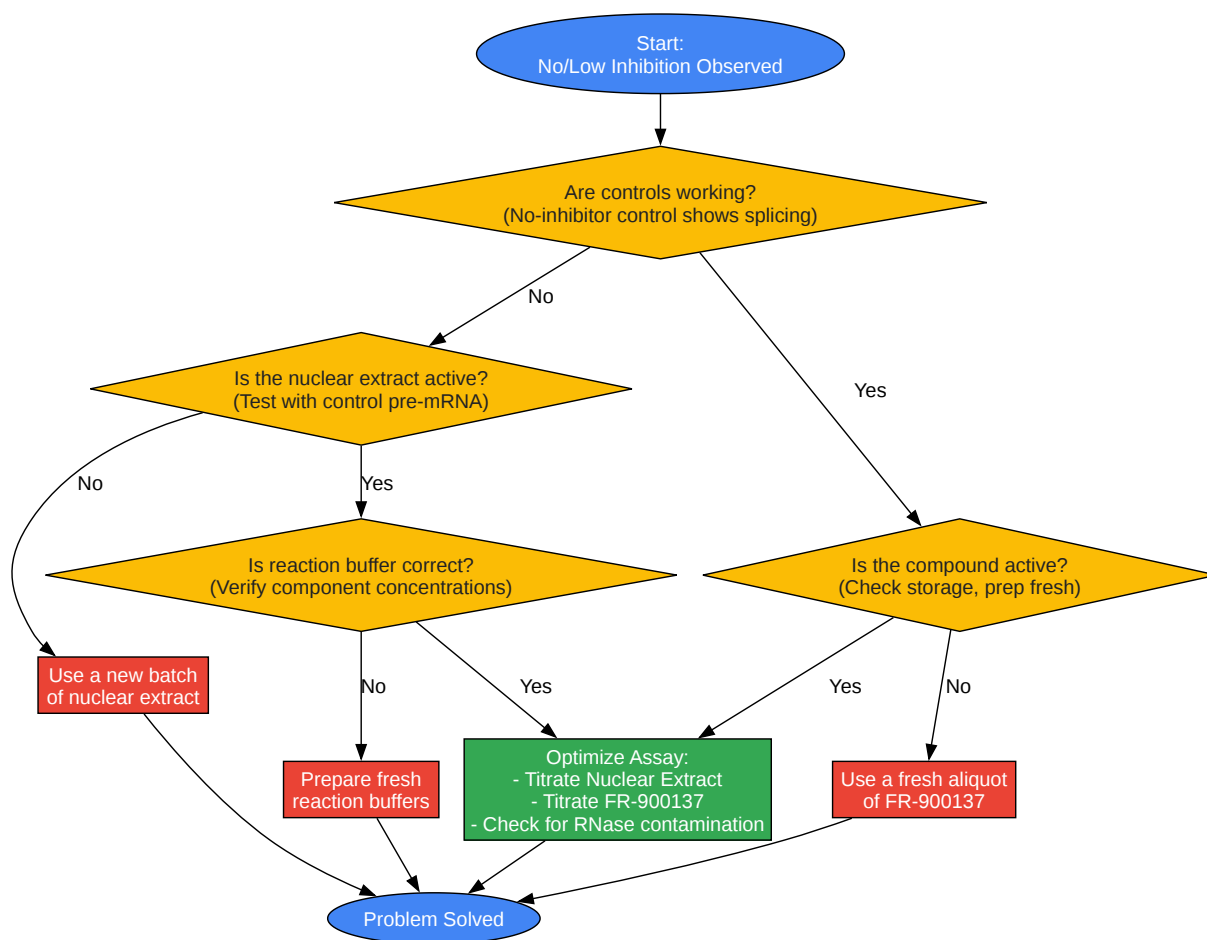 Start:
No/Low Inhibition Observed
Are controls working?
(No-inhibitor control shows splicing)
No
Yes
Is the nuclear extract active?
(Test with control pre-mRNA)
No
Yes
Is reaction buffer correct?
(Verify component concentrations)
Is the compound active?
(Check storage, prep fresh)
No
Yes
Yes
No
Use a new batch
of nuclear extract
Prepare fresh
reaction buffers
Optimize Assay:
- Titrate Nuclear Extract
- Titrate FR-900137
- Check for RNase contamination
Use a fresh aliquot
of FR-900137
Problem Solved